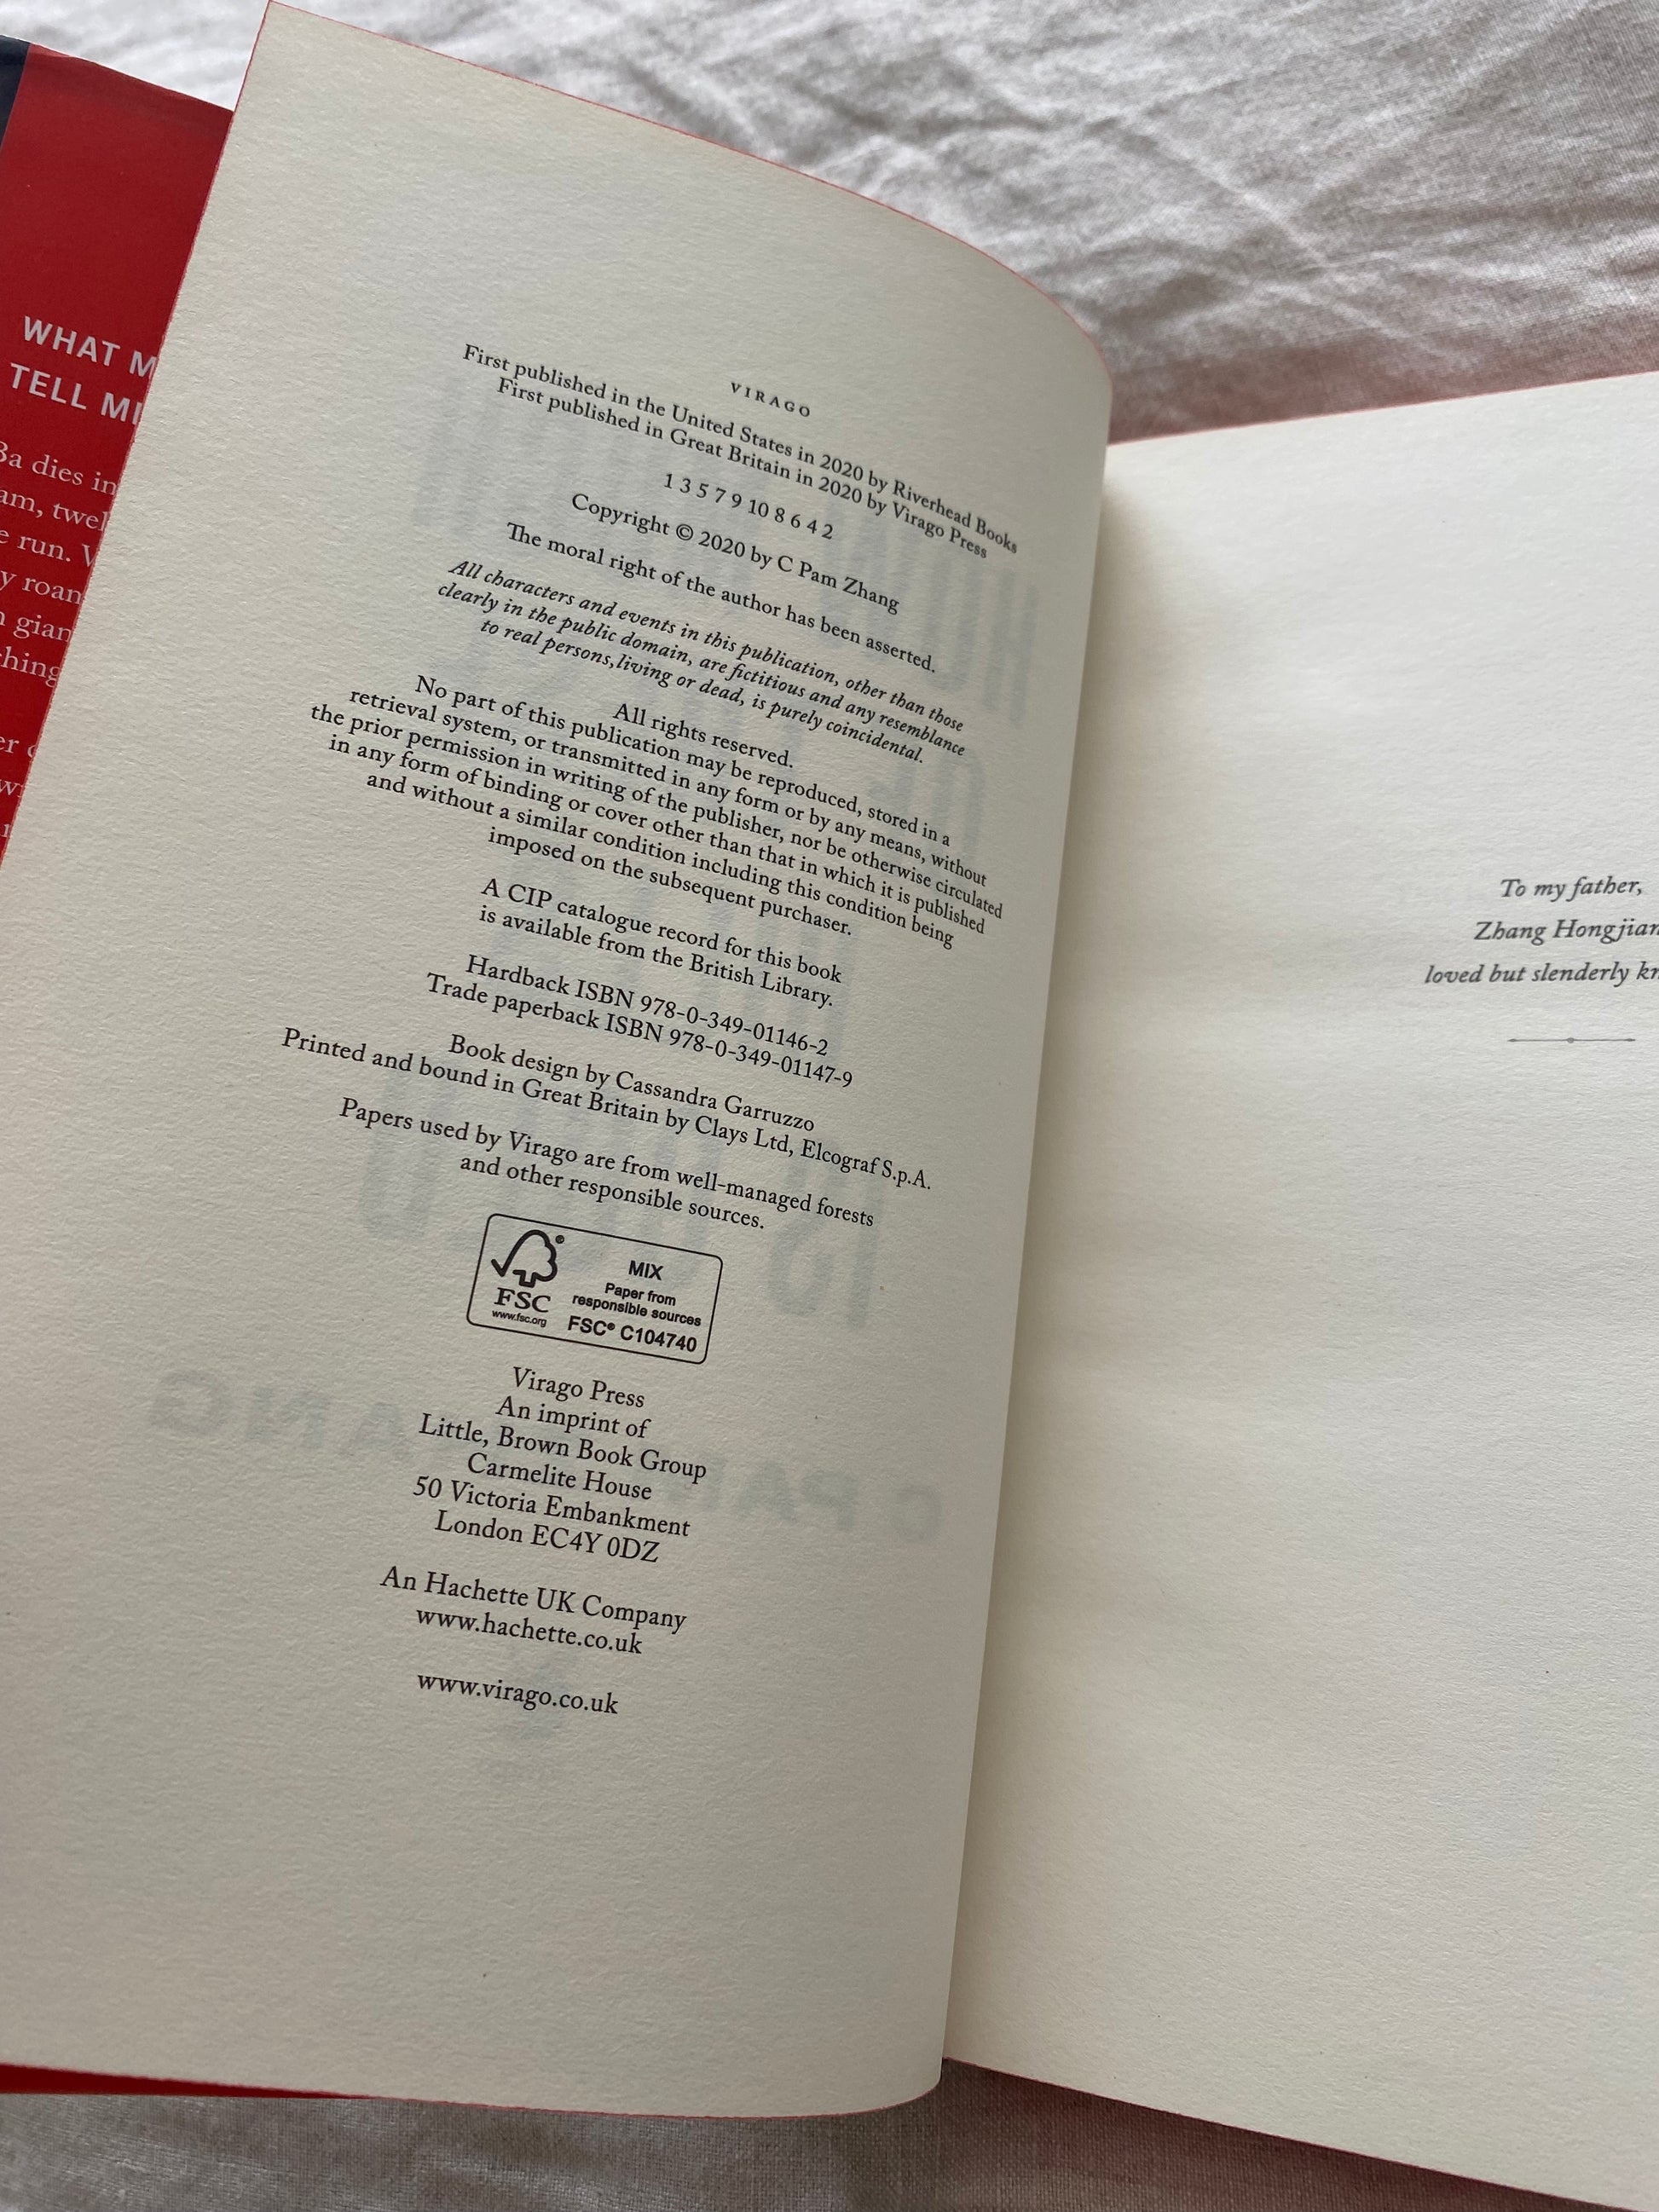 WHAT M
TELL
Ba dies in
am,
run.
y roam
gian
VIRAGO
First published in the United States in 2020 by Riverhead Books
First published in Great Britain in 2020 by Virago Press
1 3 5 7 9 10 8 6 4 2
Copyright © 2020 by C Pam Zhang
The moral right of the author has been asserted.
All characters and events in this publication, other than those
clearly in the public domain, are fictitious and any resemblance
to real persons,living or dead, is purely coincidental.
All rights reserved.
No part of this publication may be reproduced, stored in a
retrieval system, or transmitted in any form or by any means, without
the prior permission in writing of the publisher, nor be otherwise circulated
in any form of binding or cover other than that in which it is published
and without a similar condition including this condition being
imposed on the subsequent purchaser.
A CIP catalogue record for this book
is available from the British Library.
Hardback ISBN 978-0-349-01146-2
Trade paperback ISBN 978-0-349-01147-9
Book design by Cassandra Garruzzo
Printed and bound in Great Britain by Clays Ltd, Elcograf S.p.A.
Papers used by Virago are from well-managed forests
and other responsible sources.
FSC
www.fsc.org
MIX
Paper from
responsible sources
FSC® C104740
Virago Press
An imprint of
Little, Brown Book Group
Carmelite House
50 Victoria Embankment
London EC4Y 0DZ
An Hachette UK Company
www.hachette.co.uk
www.virago.co.uk
To my father,
Zhang Hongjian
loved but slenderly kn